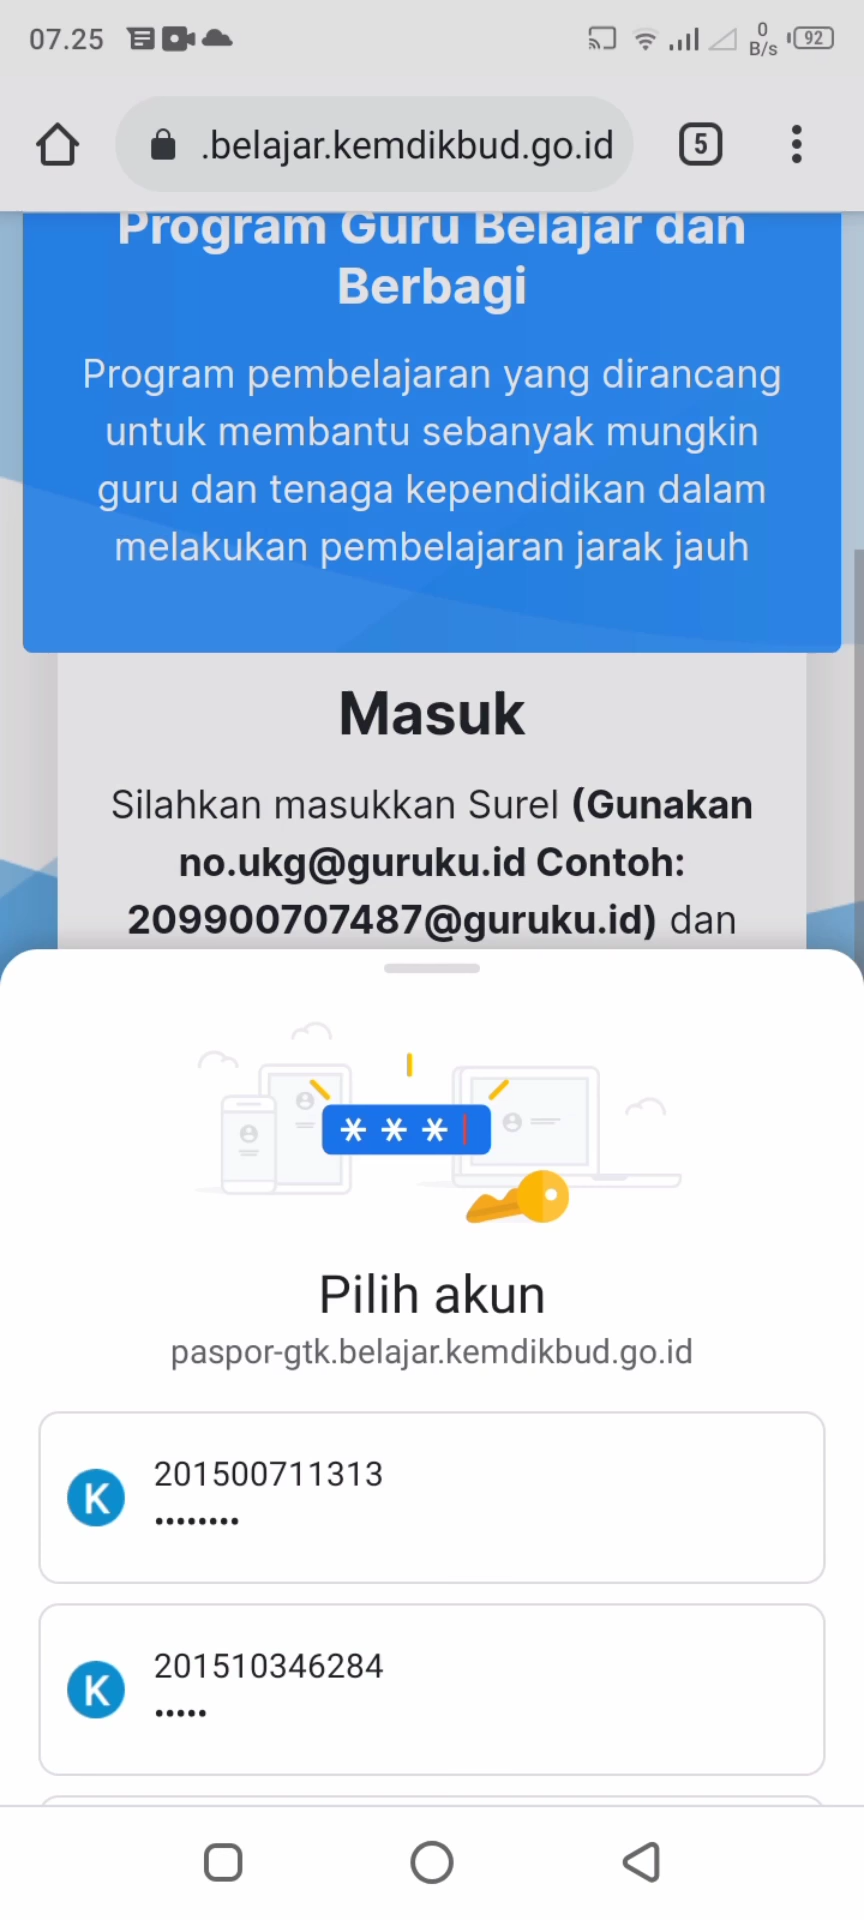 07.25
0
B/s
92
.belajar.kemdikbud.go.id
5
Program Guru Belajar dan
Berbagi
Program pembelajaran yang dirancang
untuk membantu sebanyak mungkin
guru dan tenaga kependidikan dalam
melakukan pembelajaran jarak jauh
Masuk
Silahkan masukkan Surel (Gunakan
no.ukg@guruku.id Contoh:
209900707487@guruku.id) dan
***|
Pilih akun
paspor-gtk.belajar.kemdikbud.go.id
K
201500711313
••••••••
K
201510346284
•••••